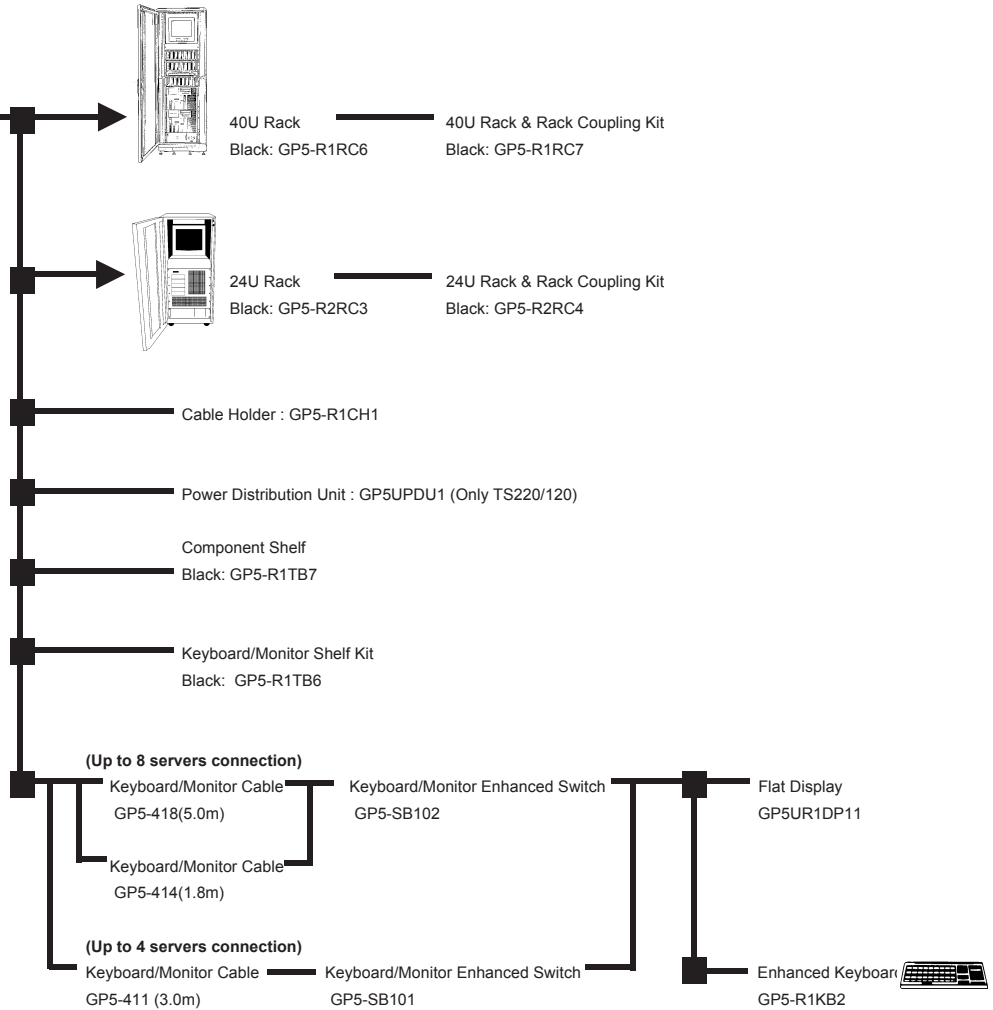 40U Rack
Black: GP5-R1RC6
40U Rack & Rack Coupling Kit
Black: GP5-R1RC7
24U Rack
Black: GP5-R2RC3
24U Rack & Rack Coupling Kit
Black: GP5-R2RC4
Cable Holder : GP5-R1CH1
Power Distribution Unit : GP5UPDU1 (Only TS220/120)
Component Shelf
Black: GP5-R1TB7
Keyboard/Monitor Shelf Kit
Black: GP5-R1TB6
(Up to 8 servers connection)
Keyboard/Monitor Cable
GP5-418(5.0m)
Keyboard/Monitor Enhanced Switch
GP5-SB102
Flat Display
GP5UR1DP11
Keyboard/Monitor Cable
GP5-414(1.8m)
(Up to 4 servers connection)
Keyboard/Monitor Cable
GP5-411 (3.0m)
Keyboard/Monitor Enhanced Switch
GP5-SB101
Enhanced Keyboard
GP5-R1KB2